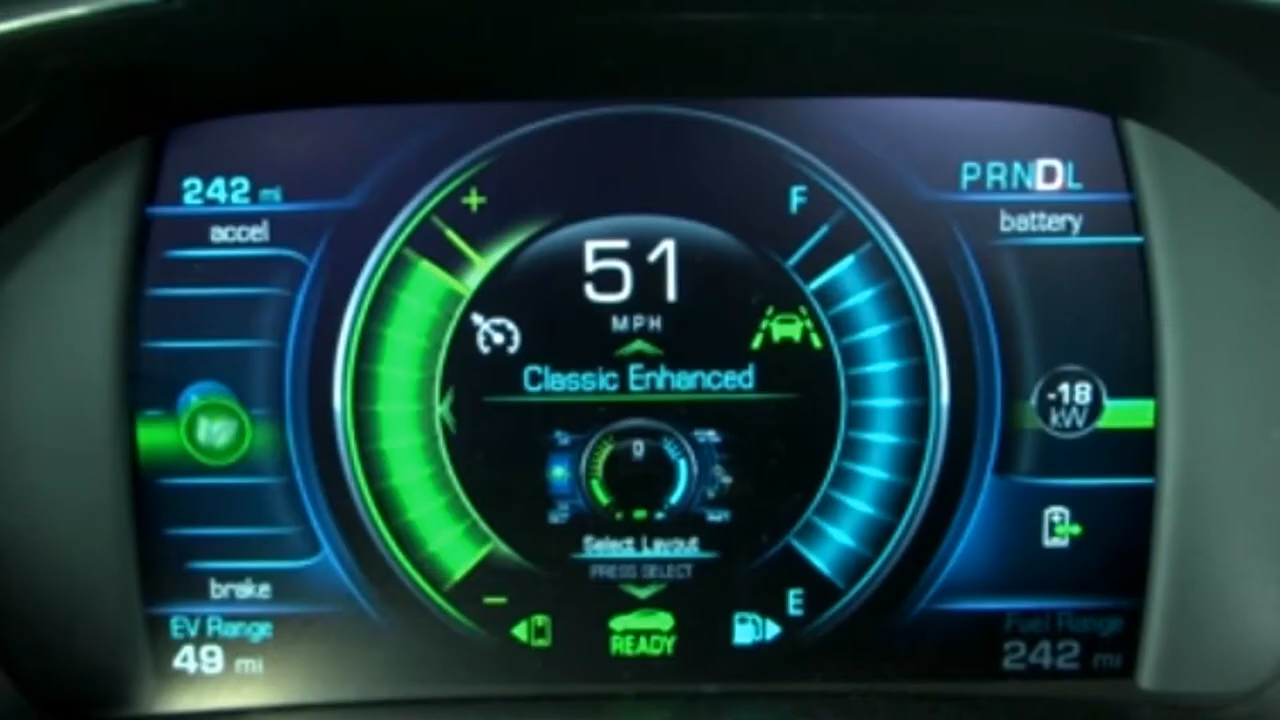 242 mi
PRNDL
accel
battery
+
F
51
MPH
Classic Enhanced
-18
kW
0
Select Layout
PRESS SELECT
brake
−
E
EV Range
49 mi
READY
Fuel Range
242 mi